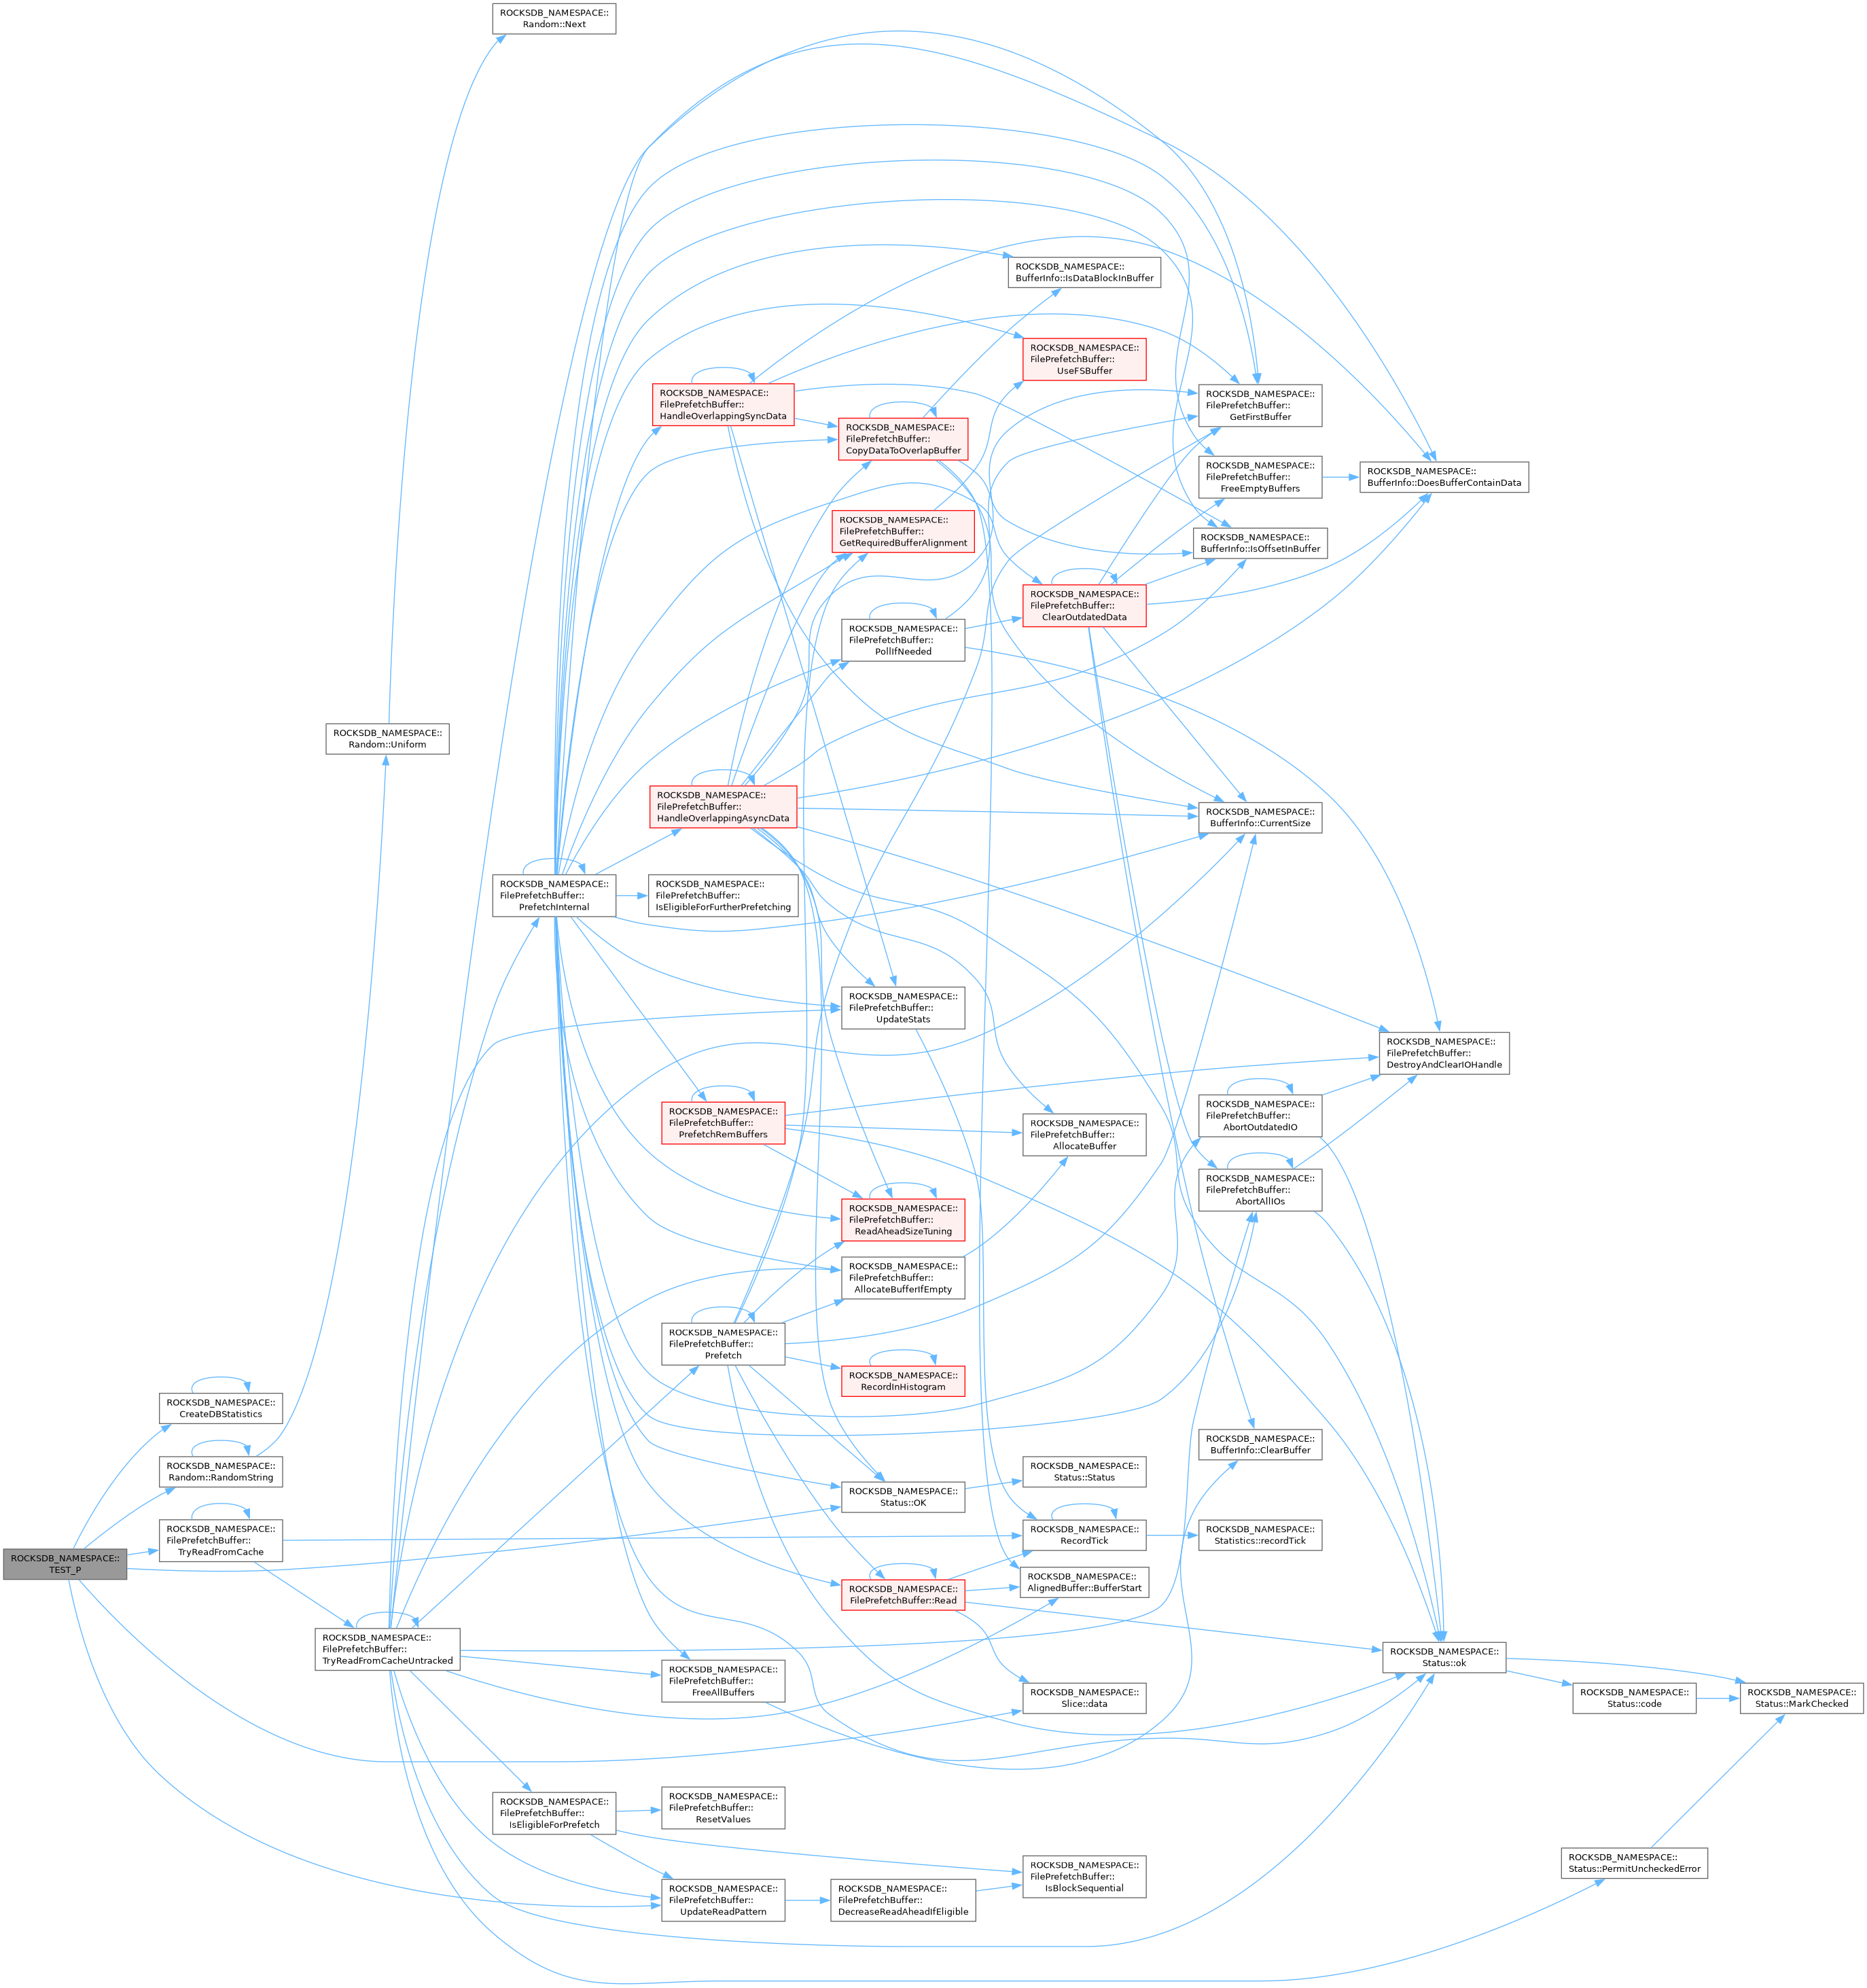 ROCKSDB_NAMESPACE::
Random::Next
ROCKSDB_NAMESPACE::
BufferInfo::IsDataBlockInBuffer
ROCKSDB_NAMESPACE::
FilePrefetchBuffer::
UseFSBuffer
ROCKSDB_NAMESPACE::
FilePrefetchBuffer::
HandleOverlappingSyncData
ROCKSDB_NAMESPACE::
FilePrefetchBuffer::
GetFirstBuffer
ROCKSDB_NAMESPACE::
FilePrefetchBuffer::
CopyDataToOverlapBuffer
ROCKSDB_NAMESPACE::
FilePrefetchBuffer::
FreeEmptyBuffers
ROCKSDB_NAMESPACE::
BufferInfo::DoesBufferContainData
ROCKSDB_NAMESPACE::
FilePrefetchBuffer::
GetRequiredBufferAlignment
ROCKSDB_NAMESPACE::
BufferInfo::IsOffsetInBuffer
ROCKSDB_NAMESPACE::
FilePrefetchBuffer::
ClearOutdatedData
ROCKSDB_NAMESPACE::
FilePrefetchBuffer::
PollIfNeeded
ROCKSDB_NAMESPACE::
Random::Uniform
ROCKSDB_NAMESPACE::
FilePrefetchBuffer::
HandleOverlappingAsyncData
ROCKSDB_NAMESPACE::
BufferInfo::CurrentSize
ROCKSDB_NAMESPACE::
FilePrefetchBuffer::
PrefetchInternal
ROCKSDB_NAMESPACE::
FilePrefetchBuffer::
IsEligibleForFurtherPrefetching
ROCKSDB_NAMESPACE::
FilePrefetchBuffer::
UpdateStats
ROCKSDB_NAMESPACE::
FilePrefetchBuffer::
DestroyAndClearIOHandle
ROCKSDB_NAMESPACE::
FilePrefetchBuffer::
PrefetchRemBuffers
ROCKSDB_NAMESPACE::
FilePrefetchBuffer::
AllocateBuffer
ROCKSDB_NAMESPACE::
FilePrefetchBuffer::
AbortOutdatedIO
ROCKSDB_NAMESPACE::
FilePrefetchBuffer::
AbortAllIOs
ROCKSDB_NAMESPACE::
FilePrefetchBuffer::
ReadAheadSizeTuning
ROCKSDB_NAMESPACE::
FilePrefetchBuffer::
AllocateBufferIfEmpty
ROCKSDB_NAMESPACE::
FilePrefetchBuffer::
Prefetch
ROCKSDB_NAMESPACE::
RecordInHistogram
ROCKSDB_NAMESPACE::
CreateDBStatistics
ROCKSDB_NAMESPACE::
BufferInfo::ClearBuffer
ROCKSDB_NAMESPACE::
Random::RandomString
ROCKSDB_NAMESPACE::
Status::Status
ROCKSDB_NAMESPACE::
Status::OK
ROCKSDB_NAMESPACE::
FilePrefetchBuffer::
TryReadFromCache
ROCKSDB_NAMESPACE::
RecordTick
ROCKSDB_NAMESPACE::
Statistics::recordTick
ROCKSDB_NAMESPACE::
TEST_P
ROCKSDB_NAMESPACE::
AlignedBuffer::BufferStart
ROCKSDB_NAMESPACE::
FilePrefetchBuffer::Read
ROCKSDB_NAMESPACE::
FilePrefetchBuffer::
TryReadFromCacheUntracked
ROCKSDB_NAMESPACE::
Status::ok
ROCKSDB_NAMESPACE::
FilePrefetchBuffer::
FreeAllBuffers
ROCKSDB_NAMESPACE::
Slice::data
ROCKSDB_NAMESPACE::
Status::code
ROCKSDB_NAMESPACE::
Status::MarkChecked
ROCKSDB_NAMESPACE::
FilePrefetchBuffer::
IsEligibleForPrefetch
ROCKSDB_NAMESPACE::
FilePrefetchBuffer::
ResetValues
ROCKSDB_NAMESPACE::
Status::PermitUncheckedError
ROCKSDB_NAMESPACE::
FilePrefetchBuffer::
IsBlockSequential
ROCKSDB_NAMESPACE::
FilePrefetchBuffer::
UpdateReadPattern
ROCKSDB_NAMESPACE::
FilePrefetchBuffer::
DecreaseReadAheadIfEligible